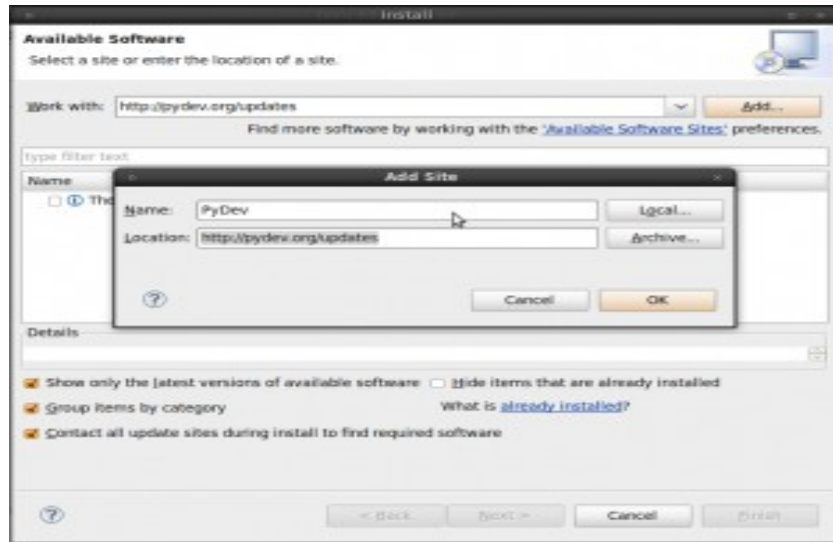 Install
Available Software
Select a site or enter the location of a site.
Work with: http://pydev.org/updates Add...
Find more software by working with the 'Available Software Sites' preferences.
type filter text
Name
Add Site
The
Name: PyDev Local...
Location: http://pydev.org/updates Archive...
Cancel OK
Details
Show only the latest versions of available software Hide items that are already installed
Group items by category What is already installed?
Contact all update sites during install to find required software
< Back Next > Cancel Finish